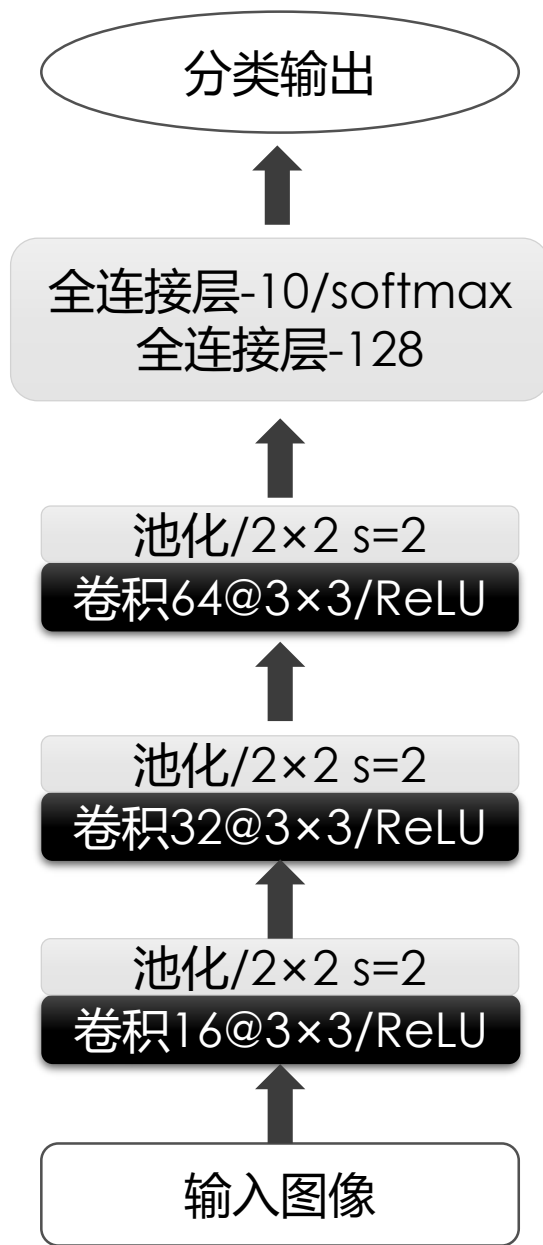 分类输出
全连接层-10/softmax
全连接层-128
池化/2×2 s=2
卷积64@3×3/ReLU
池化/2×2 s=2
卷积32@3×3/ReLU
池化/2×2 s=2
卷积16@3×3/ReLU
输入图像